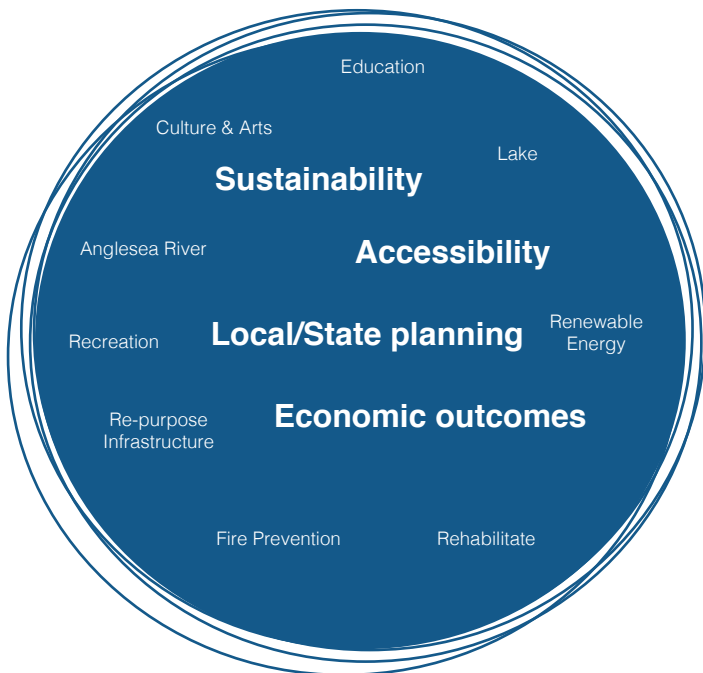 Education
Culture & Arts
Lake
Sustainability
Anglesea River
Accessibility
Recreation
Local/State planning
Renewable
Energy
Re-purpose
Infrastructure
Economic outcomes
Fire Prevention
Rehabilitate